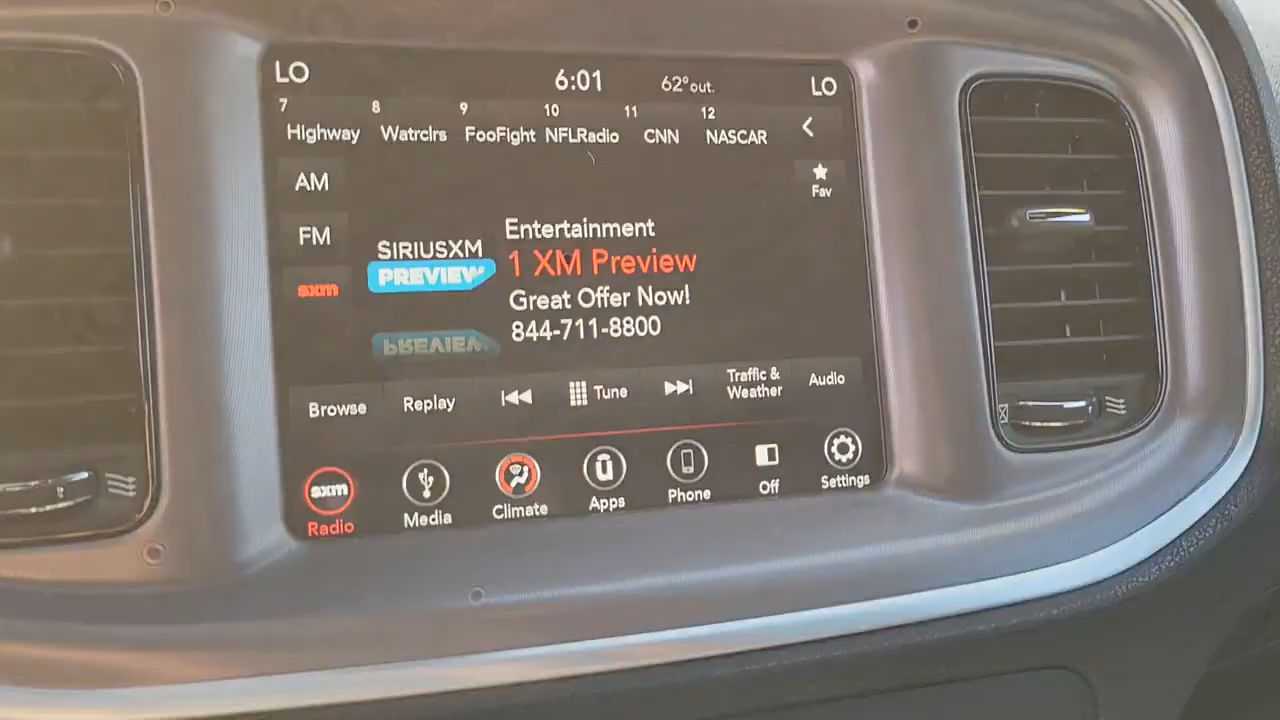 LO 6:01 62°out. LO
7 8 9 10 11 12
Highway Watrclrs FooFight NFLRadio CNN NASCAR
AM
Fav
FM
Entertainment
SIRIUSXM
PREVIEW
1 XM Preview
sxm
Great Offer Now!
844-711-8800
PREVIEW
Browse Replay Tune Traffic & Weather Audio
sxm
Radio Media Climate Apps Phone Off Settings